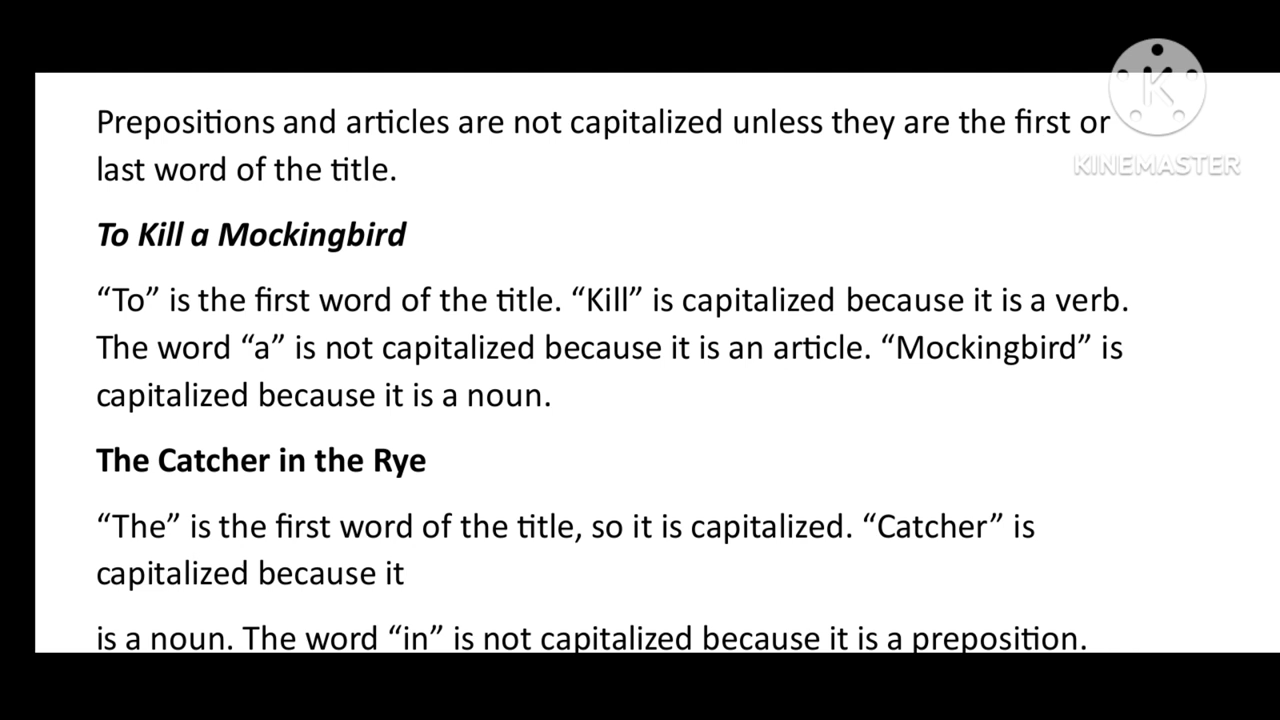 Prepositions and articles are not capitalized unless they are the first or
last word of the title.
To Kill a Mockingbird
“To” is the first word of the title. “Kill” is capitalized because it is a verb.
The word “a” is not capitalized because it is an article. “Mockingbird” is
capitalized because it is a noun.
The Catcher in the Rye
“The” is the first word of the title, so it is capitalized. “Catcher” is
capitalized because it
is a noun. The word “in” is not capitalized because it is a preposition.
K
KINEMASTER